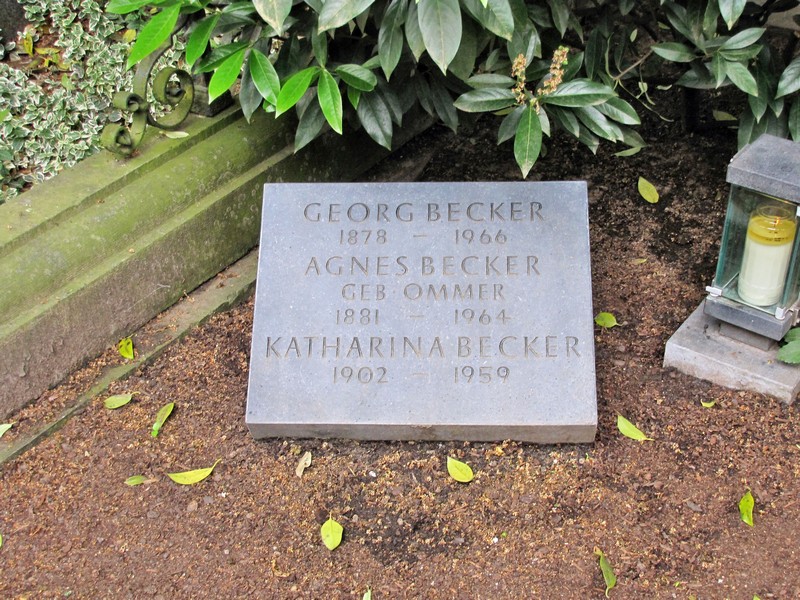 GEORG BECKER
1878 – 1966
AGNES BECKER
GEB OMMER
1881 – 1964
KATHARINA BECKER
1902 – 1959